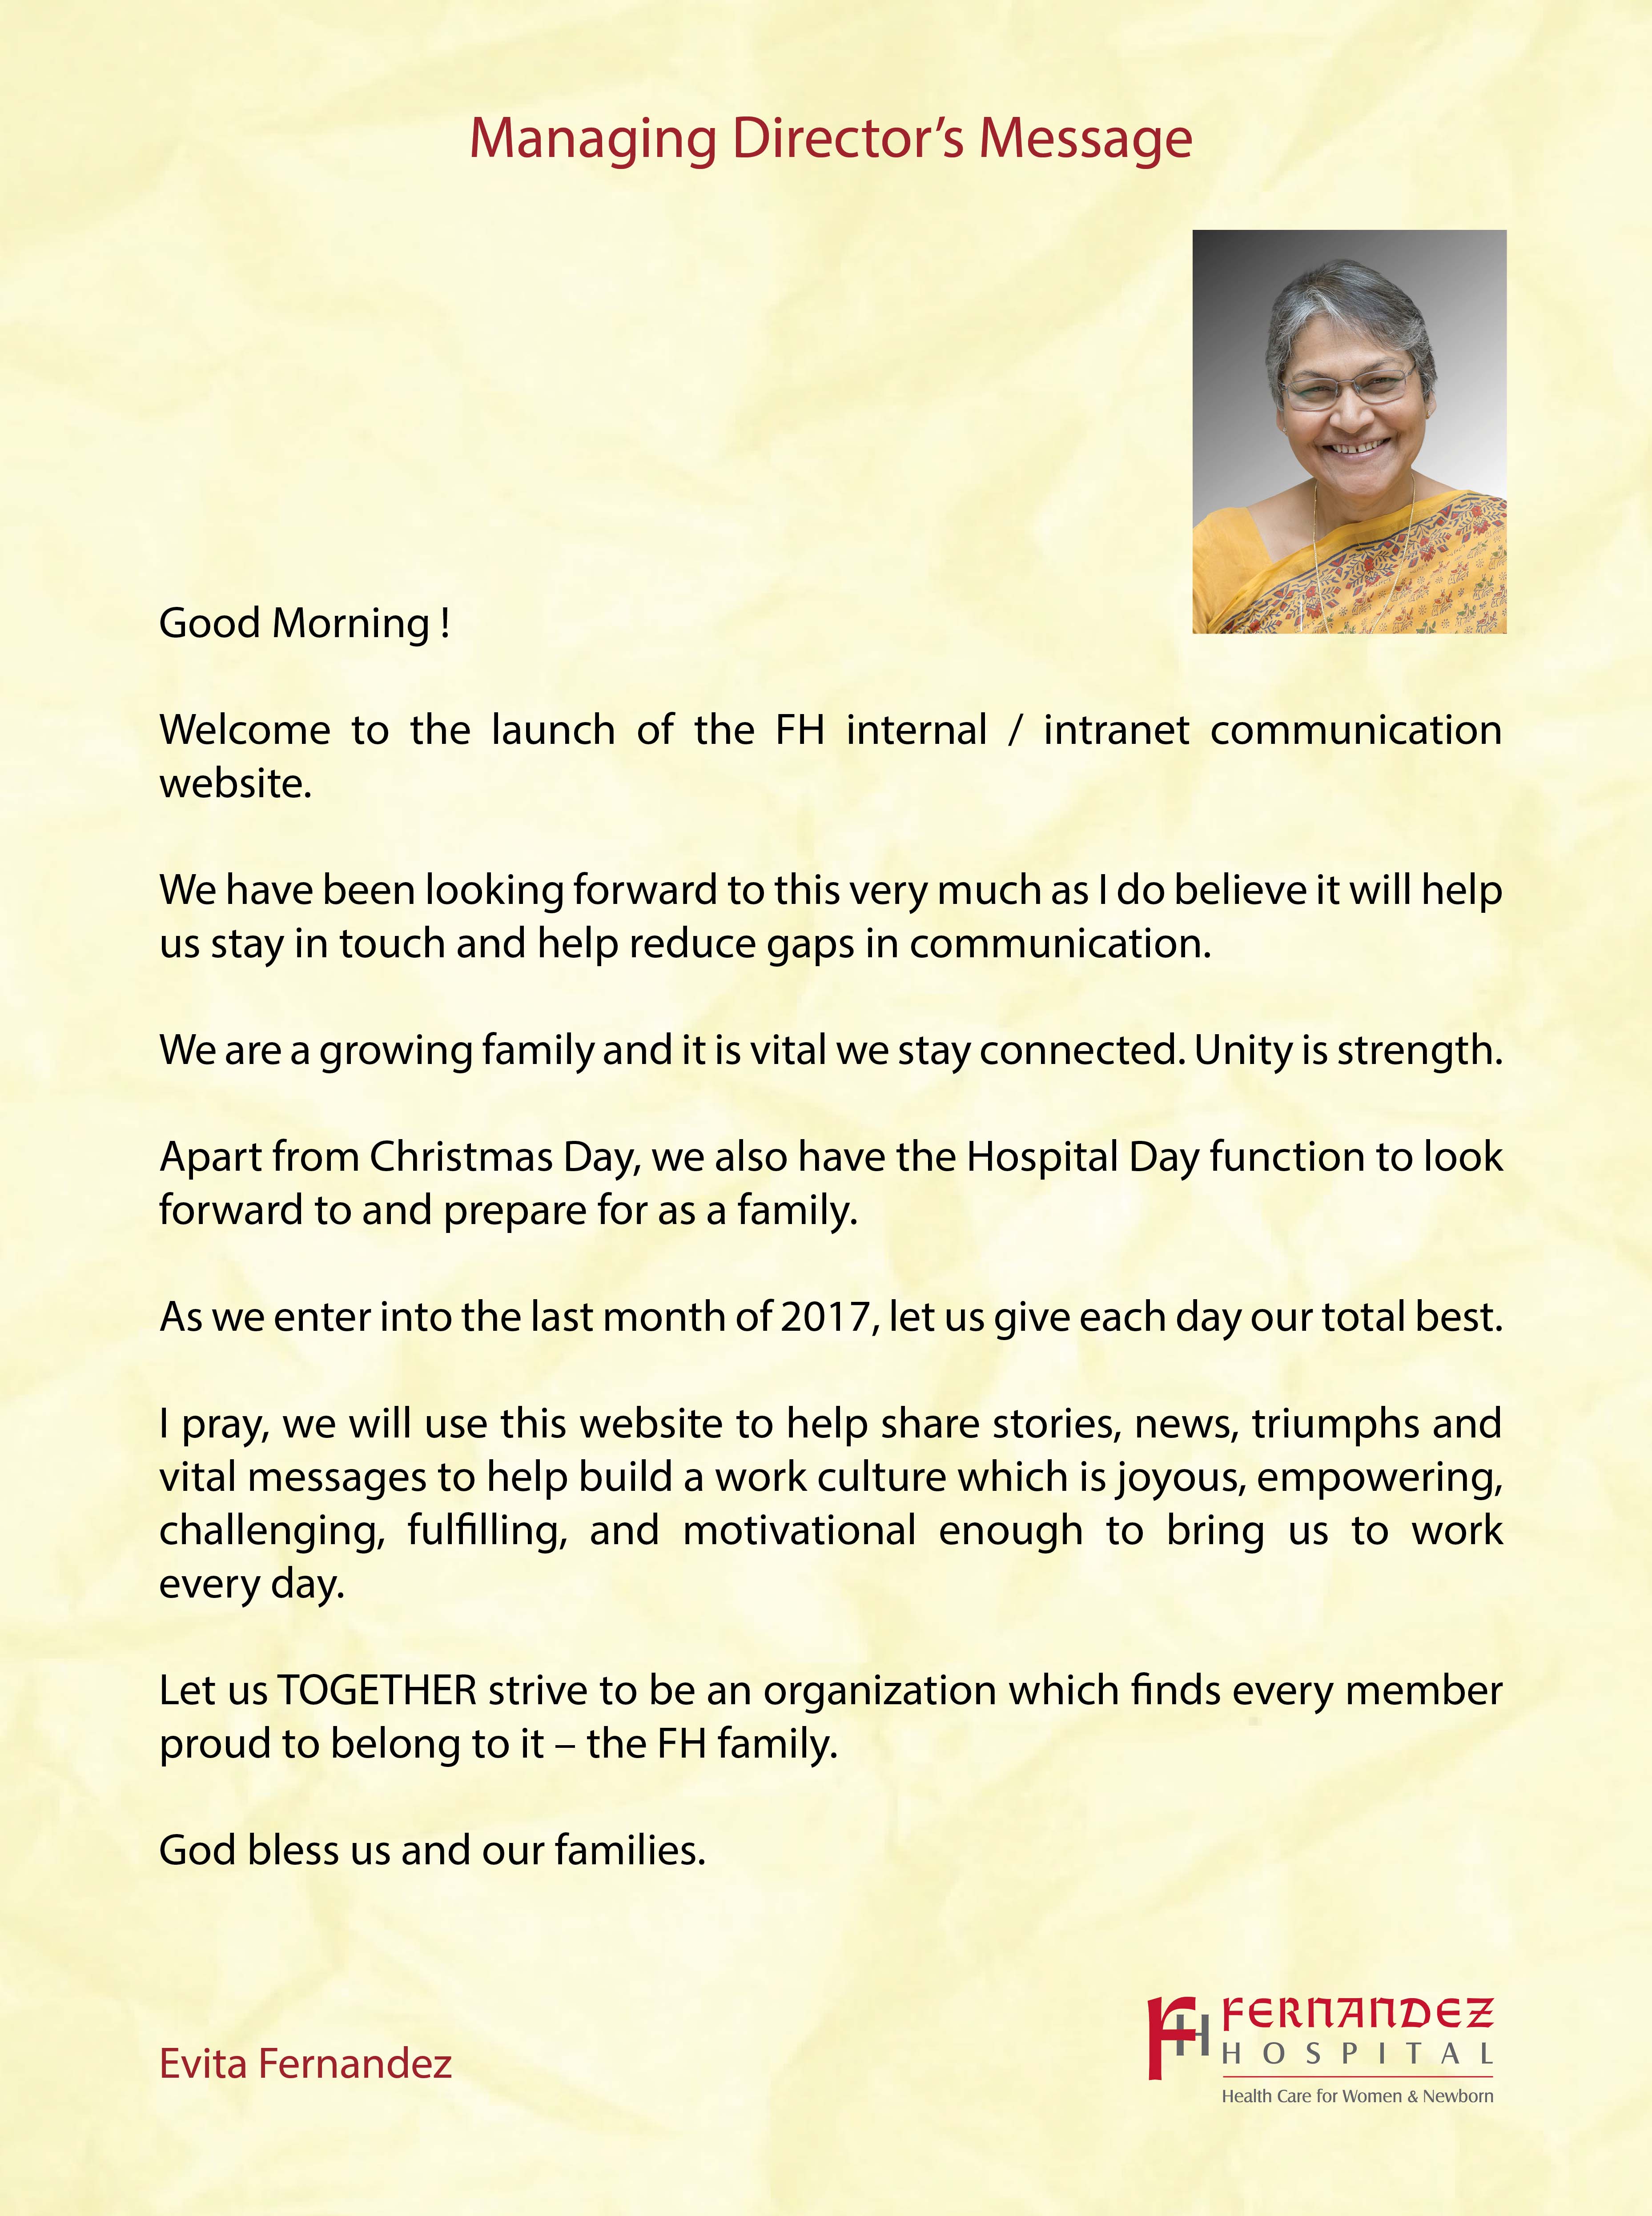 Managing Director’s Message
Good Morning !
Welcome to the launch of the FH internal / intranet communication
website.
We have been looking forward to this very much as I do believe it will help
us stay in touch and help reduce gaps in communication.
We are a growing family and it is vital we stay connected. Unity is strength.
Apart from Christmas Day, we also have the Hospital Day function to look
forward to and prepare for as a family.
As we enter into the last month of 2017, let us give each day our total best.
I pray, we will use this website to help share stories, news, triumphs and
vital messages to help build a work culture which is joyous, empowering,
challenging, fulfilling, and motivational enough to bring us to work
every day.
Let us TOGETHER strive to be an organization which finds every member
proud to belong to it – the FH family.
God bless us and our families.
Evita Fernandez
FH FERNANDEZ
HOSPITAL
Health Care for Women & Newborn